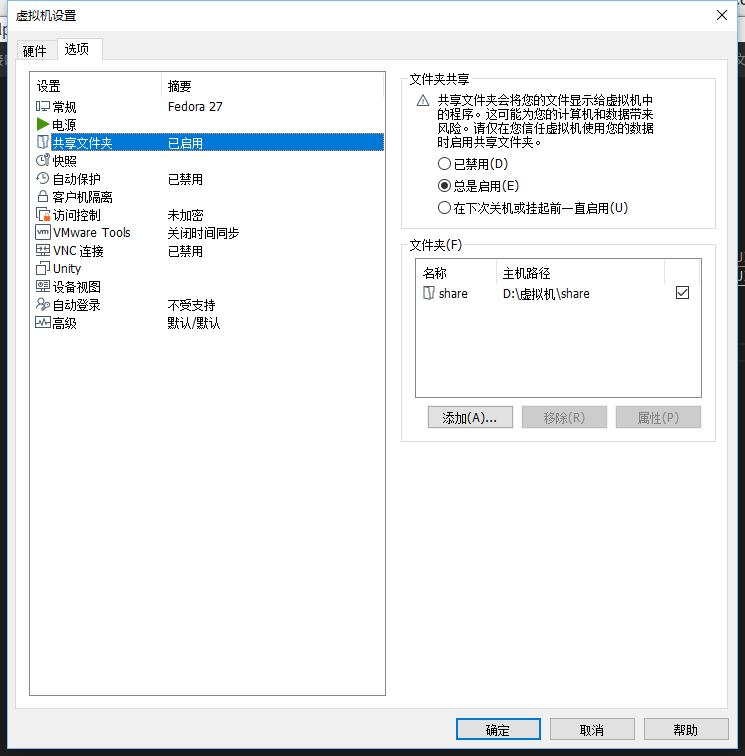 虚拟机设置
硬件 选项
设置 摘要
常规 Fedora 27
电源
共享文件夹 已启用
快照
自动保护 已禁用
客户机隔离
访问控制 未加密
VMware Tools 关闭时间同步
VNC 连接 已禁用
Unity
设备视图
自动登录 不受支持
高级 默认/默认
文件夹共享
共享文件夹会将您的文件显示给虚拟机中
的程序。这可能为您的计算机和数据带来
风险。请仅在您信任虚拟机使用您的数据
时启用共享文件夹。
已禁用(D)
总是启用(E)
在下次关机或挂起前一直启用(U)
文件夹(F)
名称 主机路径
share D:\虚拟机\share
添加(A)... 移除(R) 属性(P)
确定 取消 帮助